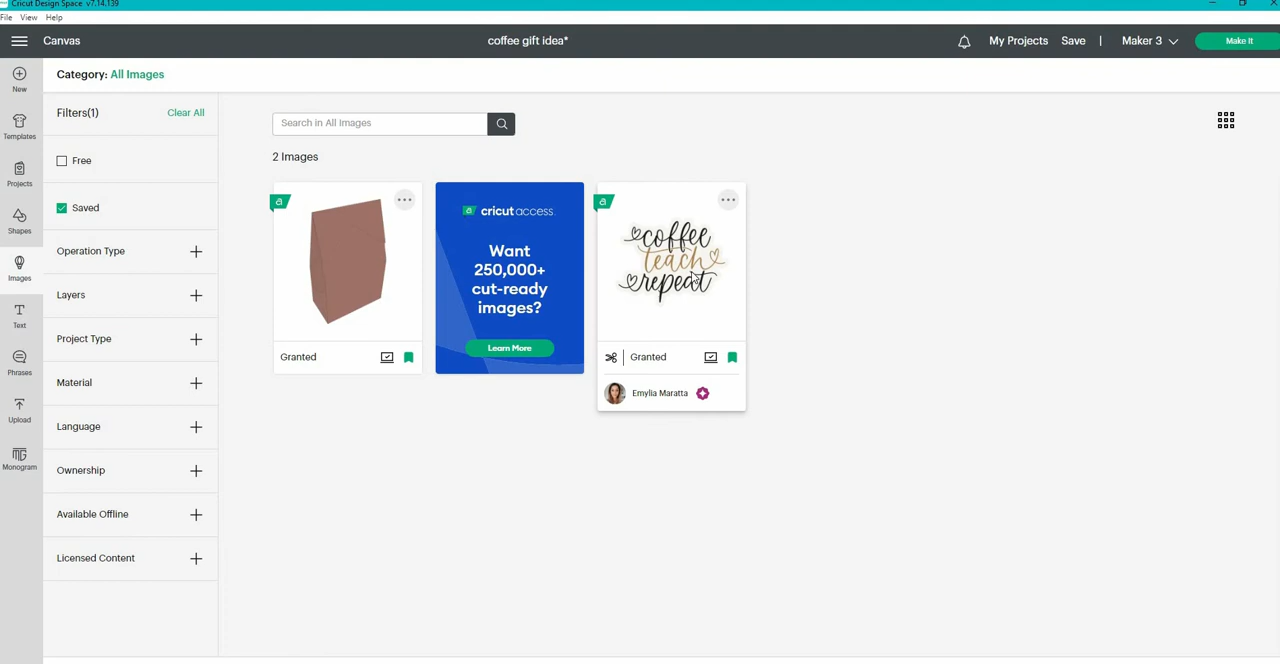 Cricut Design Space v7.14.139
File View Help
Canvas
coffee gift idea*
My Projects Save | Maker 3 Make It
New
Templates
Projects
Shapes
Images
Text
Phrases
Upload
Monogram
Category: All Images
Filters(1) Clear All
Free
Saved
Operation Type
Layers
Project Type
Material
Language
Ownership
Available Offline
Licensed Content
Search in All Images
2 Images
a
Granted
a cricut access
Want
250,000+
cut-ready
images?
Learn More
a
coffee
teach
repeat
Granted
Emylia Maratta